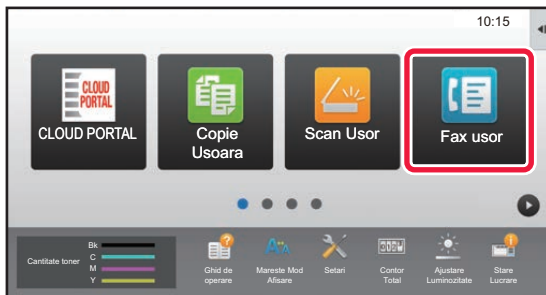 10:15
CLOUD
PORTAL
CLOUD PORTAL
Copie
Usoara
Scan Usor
Fax usor
Cantitate toner
Bk
C
M
Y
Ghid de
operare
Mareste Mod
Afisare
Setari
Contor
Total
Ajustare
Luminozitate
Stare
Lucrare